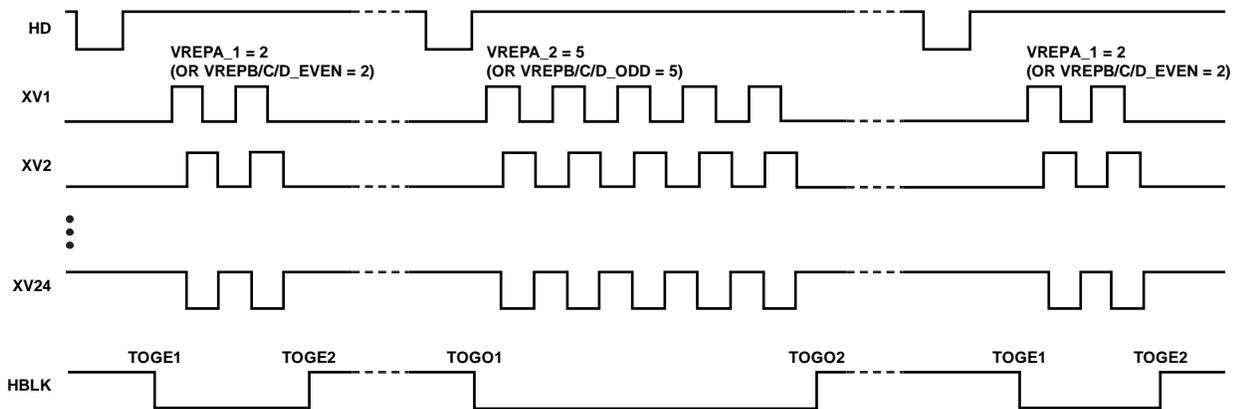 HD
VREPA_1 = 2
(OR VREPB/C/D_EVEN = 2)
VREPA_2 = 5
(OR VREPB/C/D_ODD = 5)
VREPA_1 = 2
(OR VREPB/C/D_EVEN = 2)
XV1
XV2
XV24
TOGE1
TOGE2
TOGO1
TOGO2
TOGE1
TOGE2
HBLK